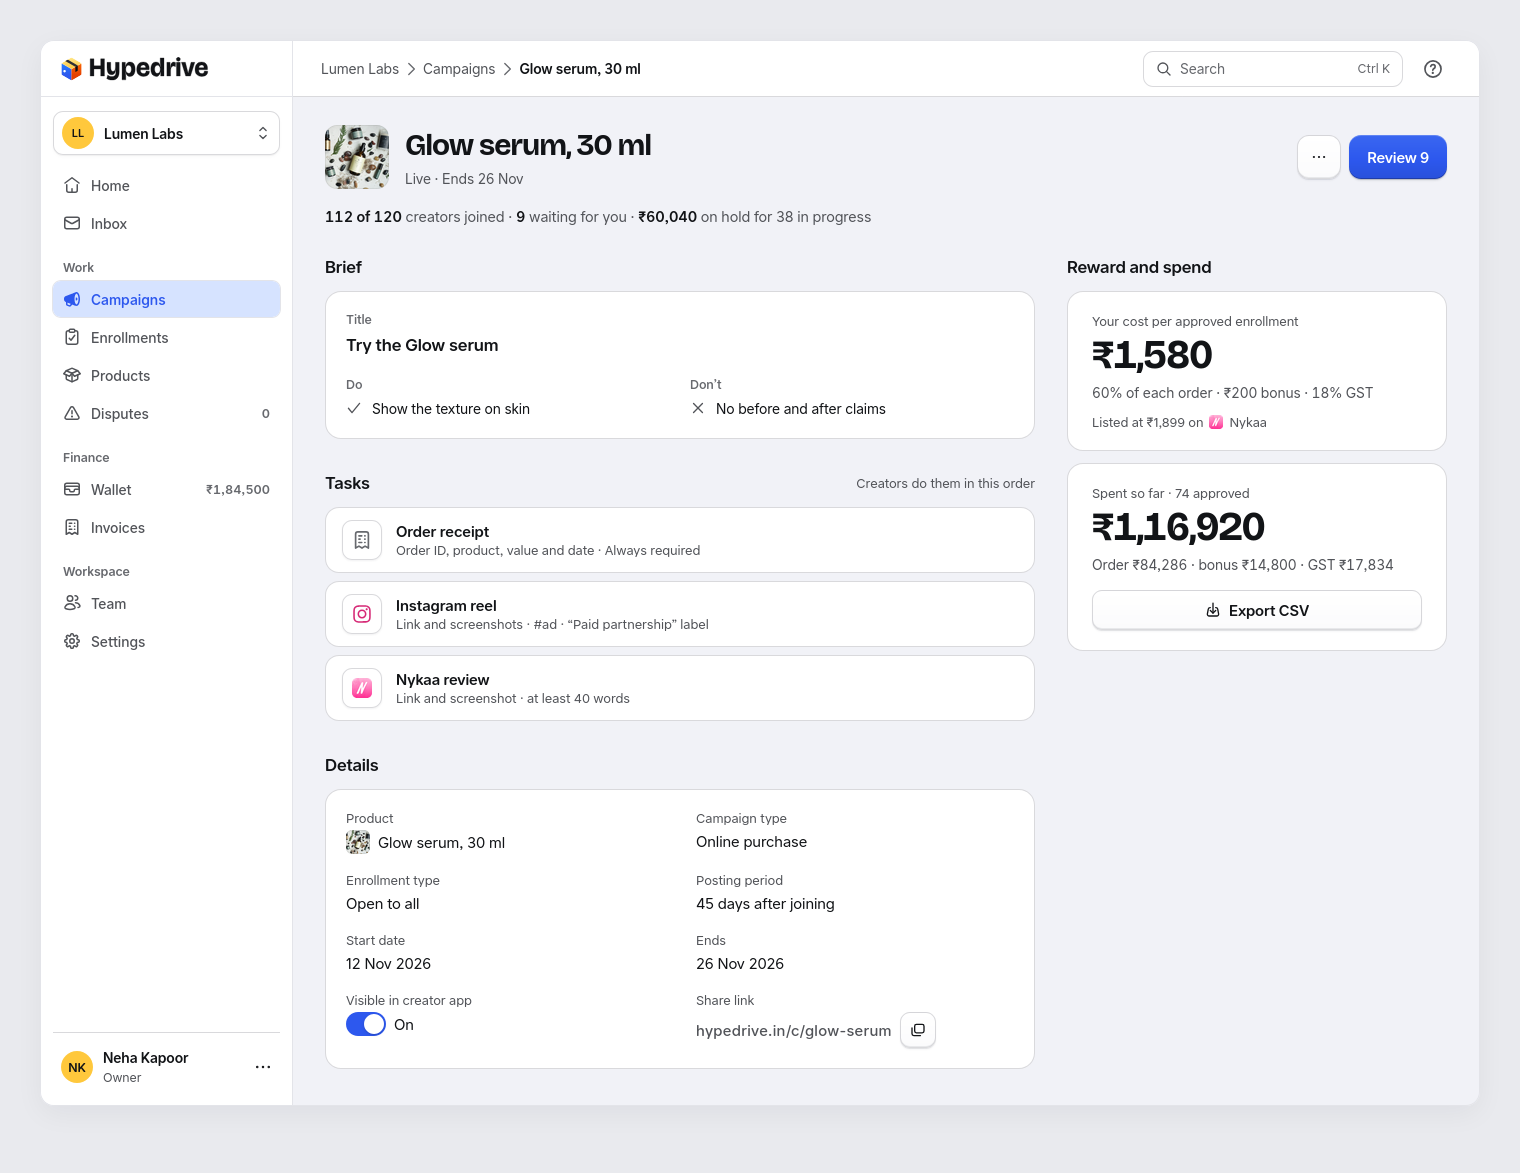 Hypedrive
Lumen Labs
Campaigns
Glow serum, 30 ml
Search
Ctrl K
LL
Lumen Labs
Home
Inbox
Work
Campaigns
Enrollments
Products
Disputes
0
Finance
Wallet
₹1,84,500
Invoices
Workspace
Team
Settings
NK
Neha Kapoor
Owner
Glow serum, 30 ml
Live · Ends 26 Nov
Review 9
112 of 120 creators joined · 9 waiting for you · ₹60,040 on hold for 38 in progress
Brief
Title
Try the Glow serum
Do
Show the texture on skin
Don't
No before and after claims
Tasks
Creators do them in this order
Order receipt
Order ID, product, value and date · Always required
Instagram reel
Link and screenshots · #ad · “Paid partnership” label
Nykaa review
Link and screenshot · at least 40 words
Details
Product
Glow serum, 30 ml
Campaign type
Online purchase
Enrollment type
Open to all
Posting period
45 days after joining
Start date
12 Nov 2026
Ends
26 Nov 2026
Visible in creator app
On
Share link
hypedrive.in/c/glow-serum
Reward and spend
Your cost per approved enrollment
₹1,580
60% of each order · ₹200 bonus · 18% GST
Listed at ₹1,899 on Nykaa
Spent so far · 74 approved
₹1,16,920
Order ₹84,286 · bonus ₹14,800 · GST ₹17,834
Export CSV